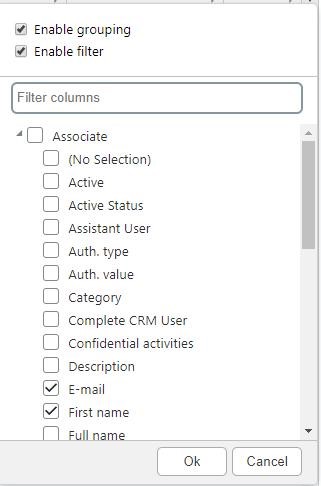 Enable grouping
Enable filter
Filter columns
Associate
(No Selection)
Active
Active Status
Assistant User
Auth. type
Auth. value
Category
Complete CRM User
Confidential activities
Description
E-mail
First name
Full name
Ok Cancel